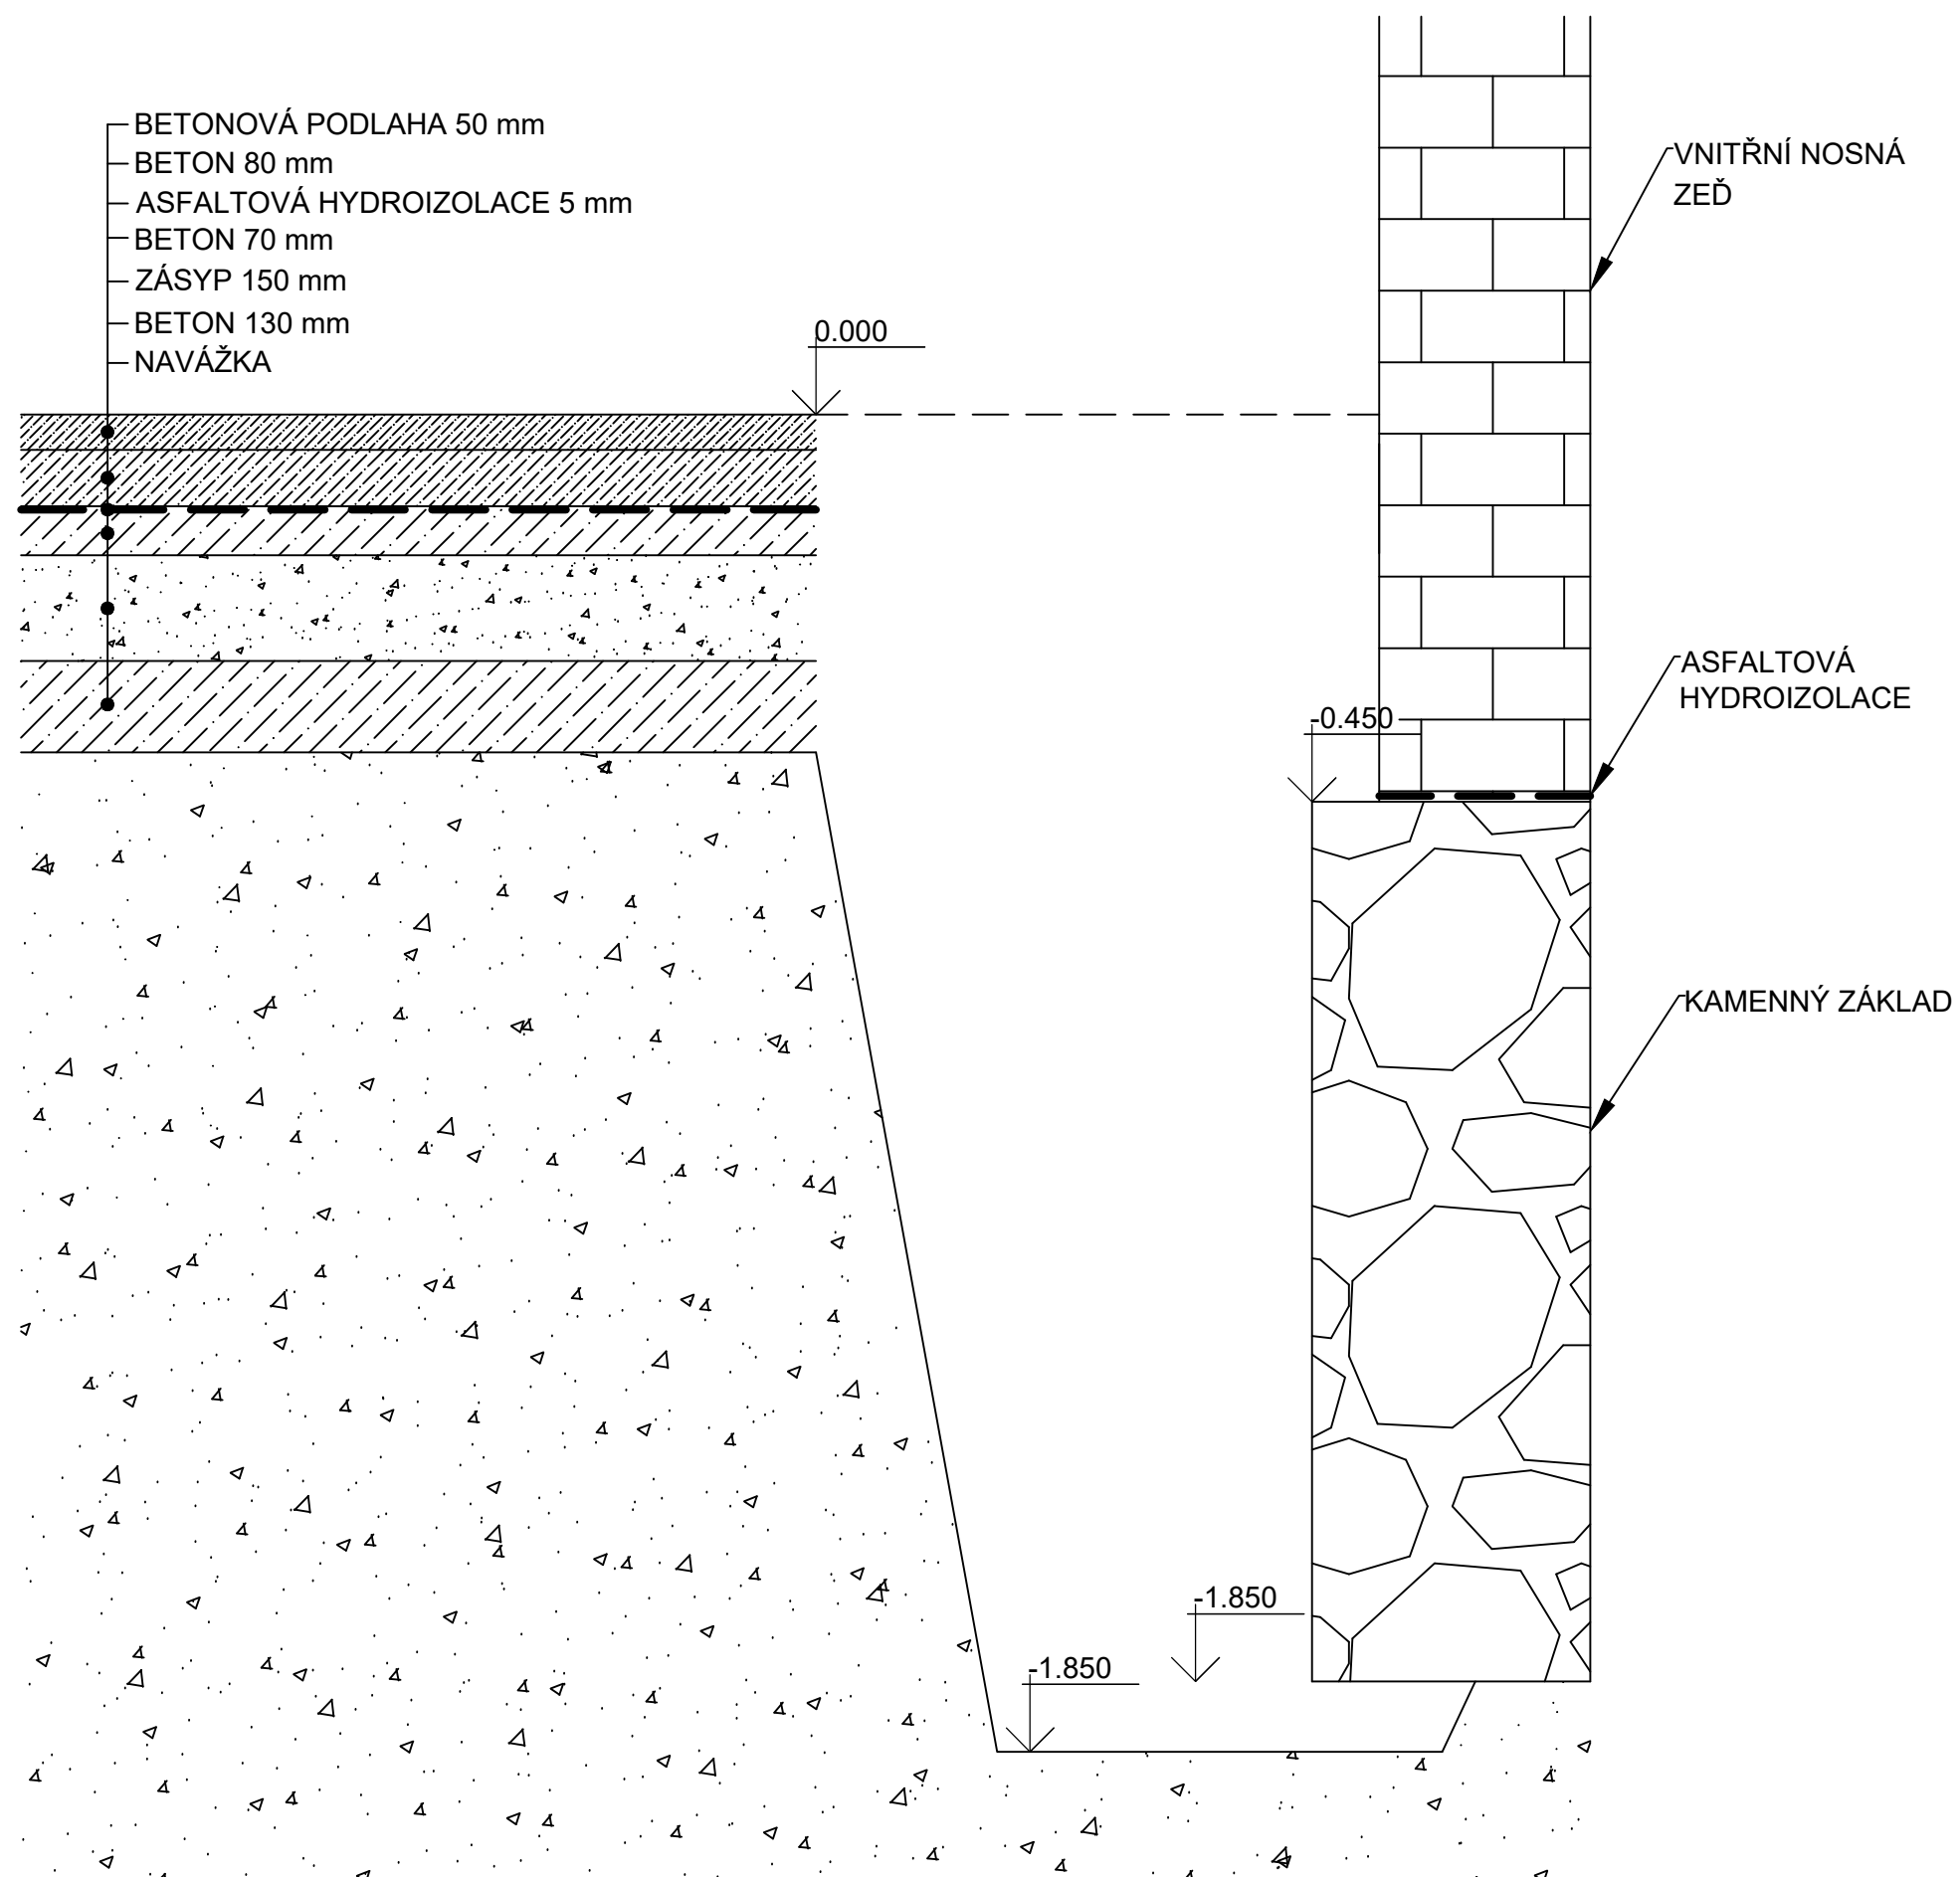 BETONOVÁ PODLAHA 50 mm
BETON 80 mm
ASFALTOVÁ HYDROIZOLACE 5 mm
BETON 70 mm
ZÁSYP 150 mm
BETON 130 mm
NAVÁŽKA
0.000
VNITŘNÍ NOSNÁ
ZEĎ
ASFALTOVÁ
HYDROIZOLACE
-0.450
KAMENNÝ ZÁKLAD
-1.850
-1.850